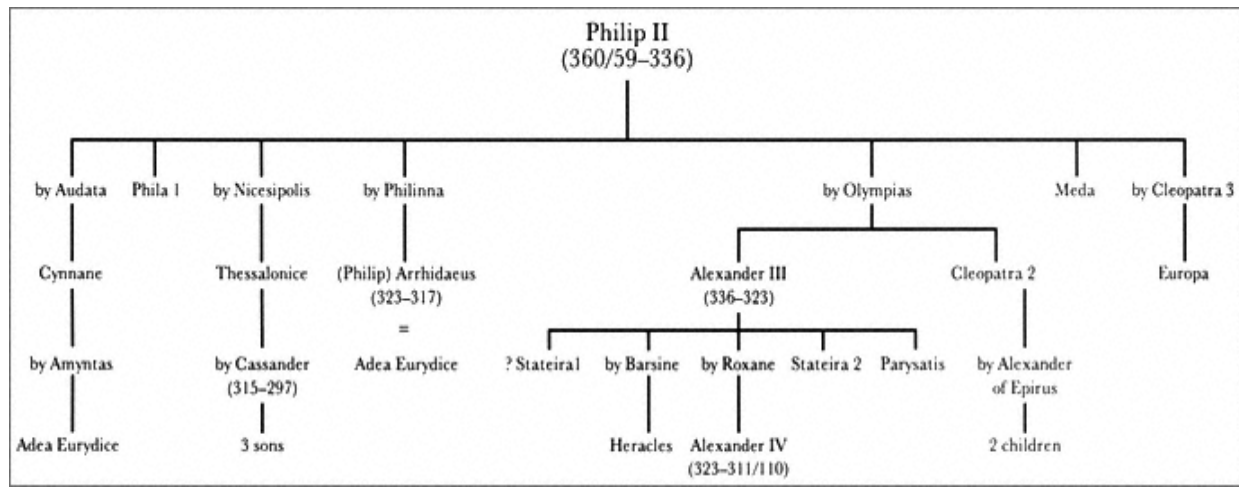 Philip II
(360/59–336)
by Audata
Phila 1
by Nicesipolis
by Philinna
by Olympias
Meda
by Cleopatra 3
Cynnane
Thessalonice
(Philip) Arrhidaeus
(323–317)
Alexander III
(336–323)
Cleopatra 2
Europa
=
by Amyntas
by Cassander
(315–297)
Adea Eurydice
? Stateira1
by Barsine
by Roxane
Stateira 2
Parysatis
by Alexander
of Epirus
Adea Eurydice
3 sons
Heracles
Alexander IV
(323–311/110)
2 children